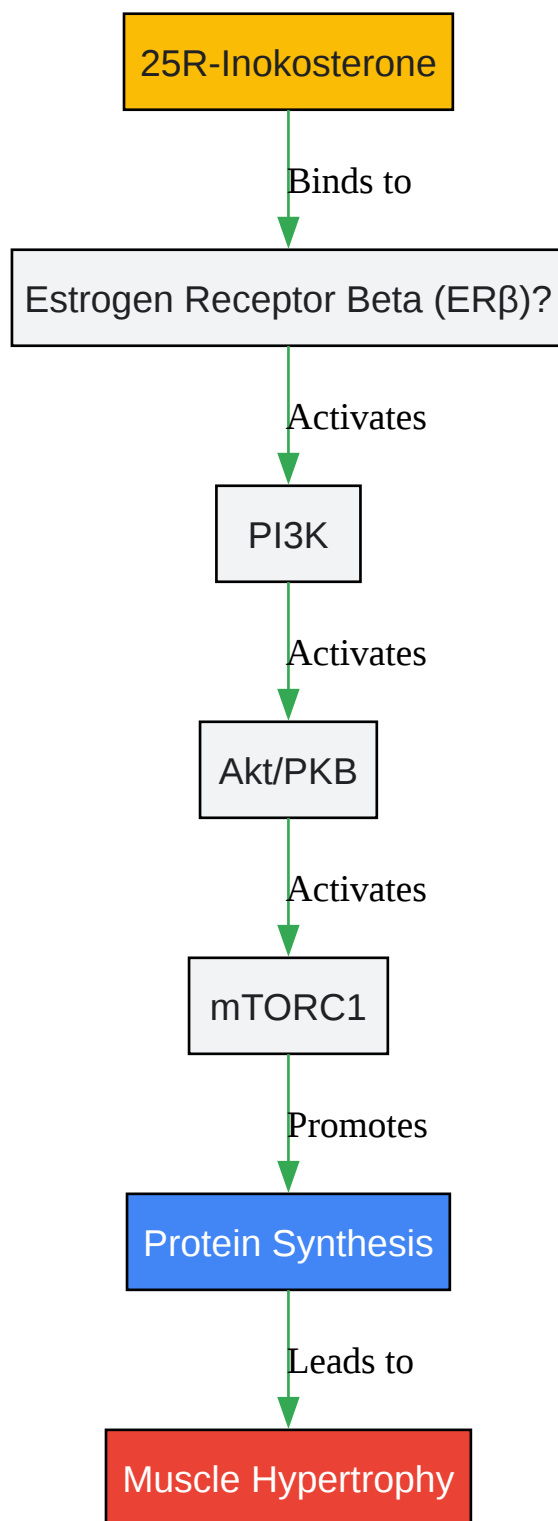 25R-Inokosterone
Binds to
Estrogen Receptor Beta (ERβ)?
Activates
PI3K
Activates
Akt/PKB
Activates
mTORC1
Promotes
Protein Synthesis
Leads to
Muscle Hypertrophy